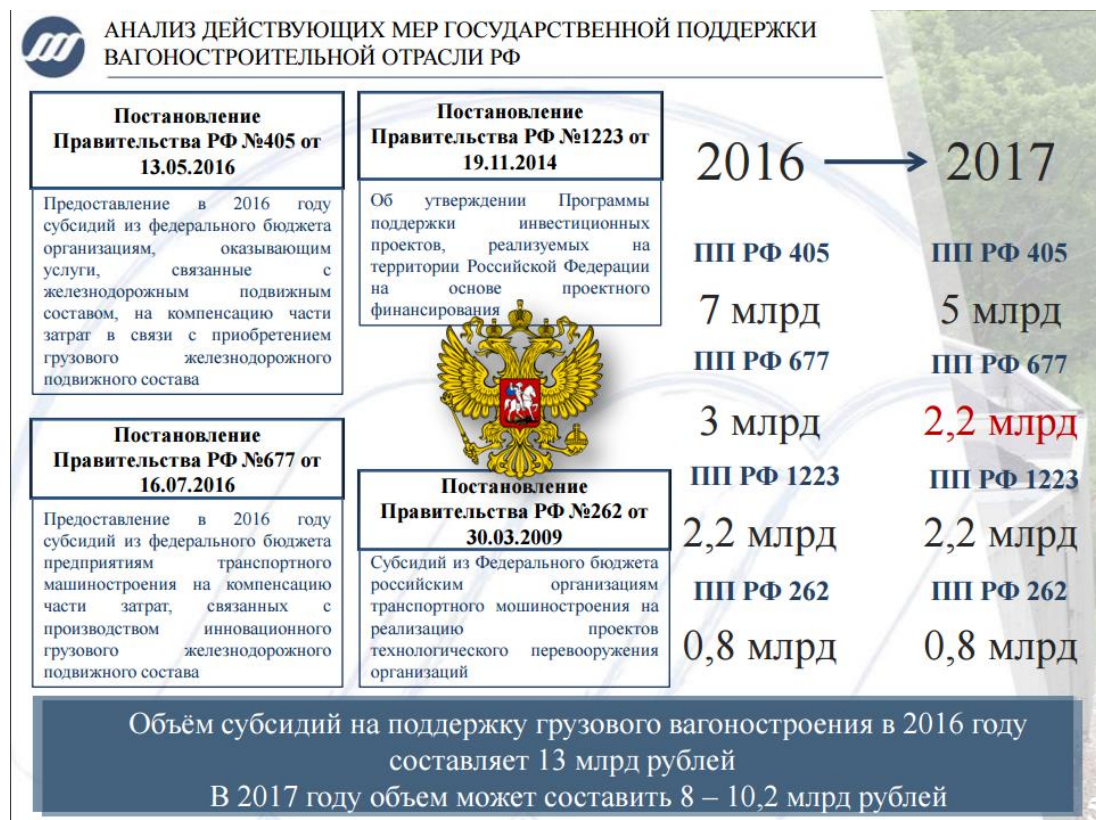 АНАЛИЗ ДЕЙСТВУЮЩИХ МЕР ГОСУДАРСТВЕННОЙ ПОДДЕРЖКИ
ВАГОНОСТРОИТЕЛЬНОЙ ОТРАСЛИ РФ
Постановление
Правительства РФ №405 от
13.05.2016
Предоставление в 2016 году
субсидий из федерального бюджета
организациям, оказывающим
услуги, связанные с
железнодорожным подвижным
составом, на компенсацию части
затрат в связи с приобретением
грузового железнодорожного
подвижного состава
Постановление
Правительства РФ №677 от
16.07.2016
Предоставление в 2016 году
субсидий из федерального бюджета
предприятиям транспортного
машиностроения на компенсацию
части затрат, связанных с
производством инновационного
грузового железнодорожного
подвижного состава
Постановление
Правительства РФ №1223 от
19.11.2014
Об утверждении Программы
поддержки инвестиционных
проектов, реализуемых на
территории Российской Федерации
на основе проектного
финансирования
Постановление
Правительства РФ №262 от
30.03.2009
Субсидий из Федерального бюджета
российским организациям
транспортного мошиностроения на
реализацию проектов
технологического перевооружения
организаций
2016 → 2017
ПП РФ 405 ПП РФ 405
7 млрд 5 млрд
ПП РФ 677 ПП РФ 677
3 млрд 2,2 млрд
ПП РФ 1223 ПП РФ 1223
2,2 млрд 2,2 млрд
ПП РФ 262 ПП РФ 262
0,8 млрд 0,8 млрд
Объём субсидий на поддержку грузового вагоностроения в 2016 году
составляет 13 млрд рублей
В 2017 году объем может составить 8 – 10,2 млрд рублей